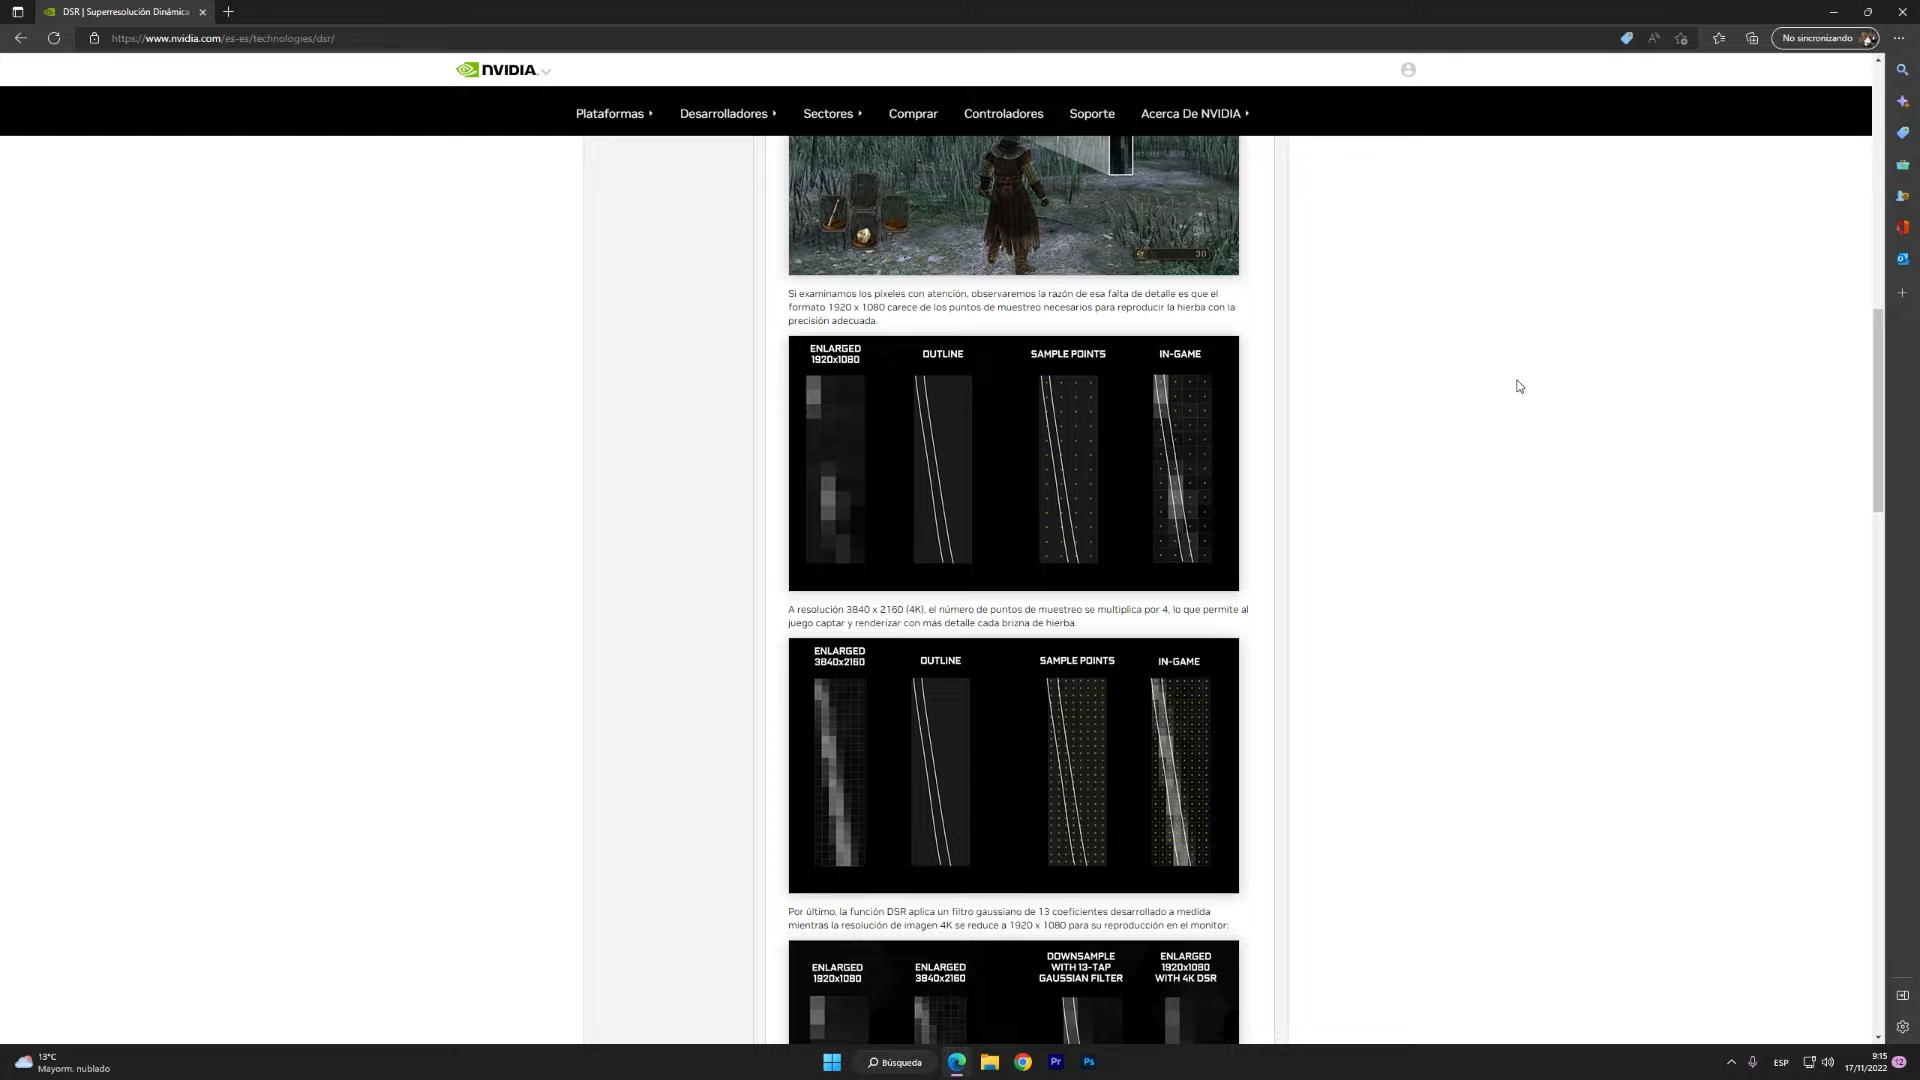 DSR | Superresolución Dinámica
https://www.nvidia.com/es-es/technologies/dsr/
No sincronizando
NVIDIA.
Plataformas
Desarrolladores
Sectores
Comprar
Controladores
Soporte
Acerca De NVIDIA
30
Si examinamos los píxeles con atención, observaremos la razón de esa falta de detalle es que el
formato 1920 x 1080 carece de los puntos de muestreo necesarios para reproducir la hierba con la
precisión adecuada.
ENLARGED
1920x1080
OUTLINE
SAMPLE POINTS
IN-GAME
A resolución 3840 x 2160 (4K), el número de puntos de muestreo se multiplica por 4, lo que permite al
juego captar y renderizar con más detalle cada brizna de hierba.
ENLARGED
3840x2160
OUTLINE
SAMPLE POINTS
IN-GAME
Por último, la función DSR aplica un filtro gaussiano de 13 coeficientes desarrollado a medida
mientras la resolución de imagen 4K se reduce a 1920 x 1080 para su reproducción en el monitor:
ENLARGED
1920x1080
ENLARGED
3840x2160
DOWNSAMPLE
WITH 13-TAP
GAUSSIAN FILTER
ENLARGED
1920x1080
WITH 4K DSR
13°C
Mayorm. nublado
Búsqueda
Pr
Ps
ESP
9:15
17/11/2022
12